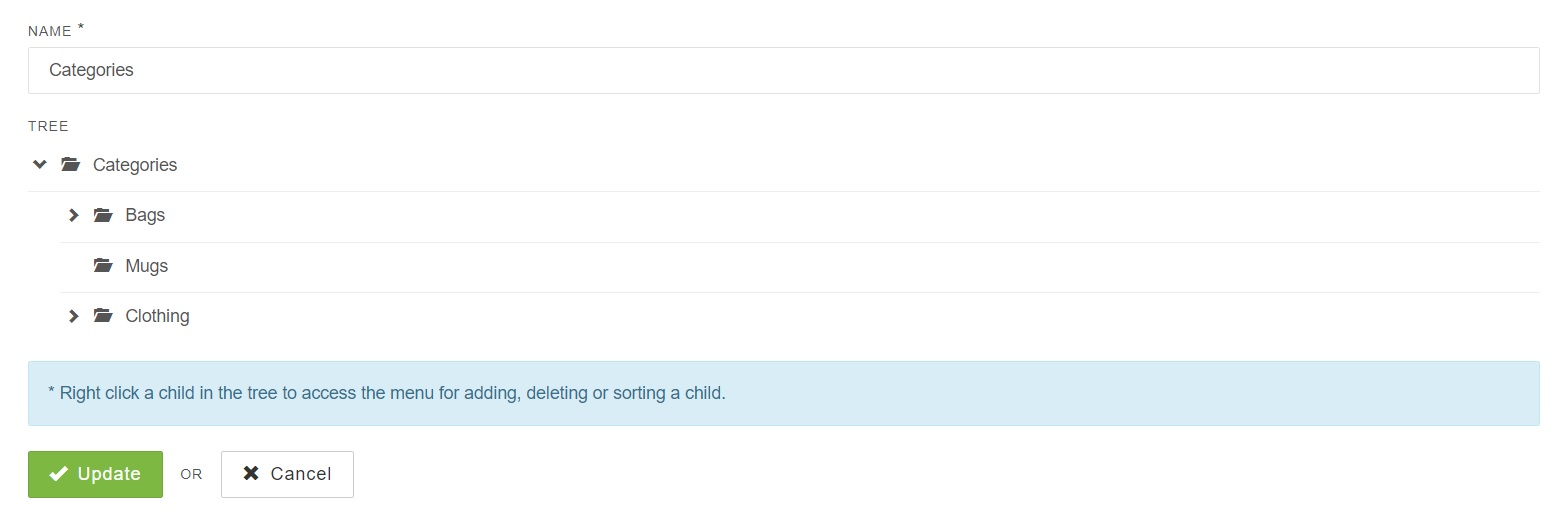 NAME *
Categories
TREE
Categories
Bags
Mugs
Clothing
* Right click a child in the tree to access the menu for adding, deleting or sorting a child.
Update OR Cancel